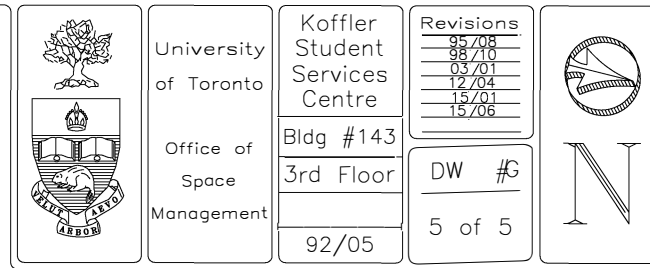 VELUT ARBOR AEVO
University
of Toronto
Office of
Space
Management
Koffler
Student
Services
Centre
Bldg #143
3rd Floor
92/05
Revisions
95/08
98/10
03/01
12/04
15/01
15/06
DW #G
5 of 5
N